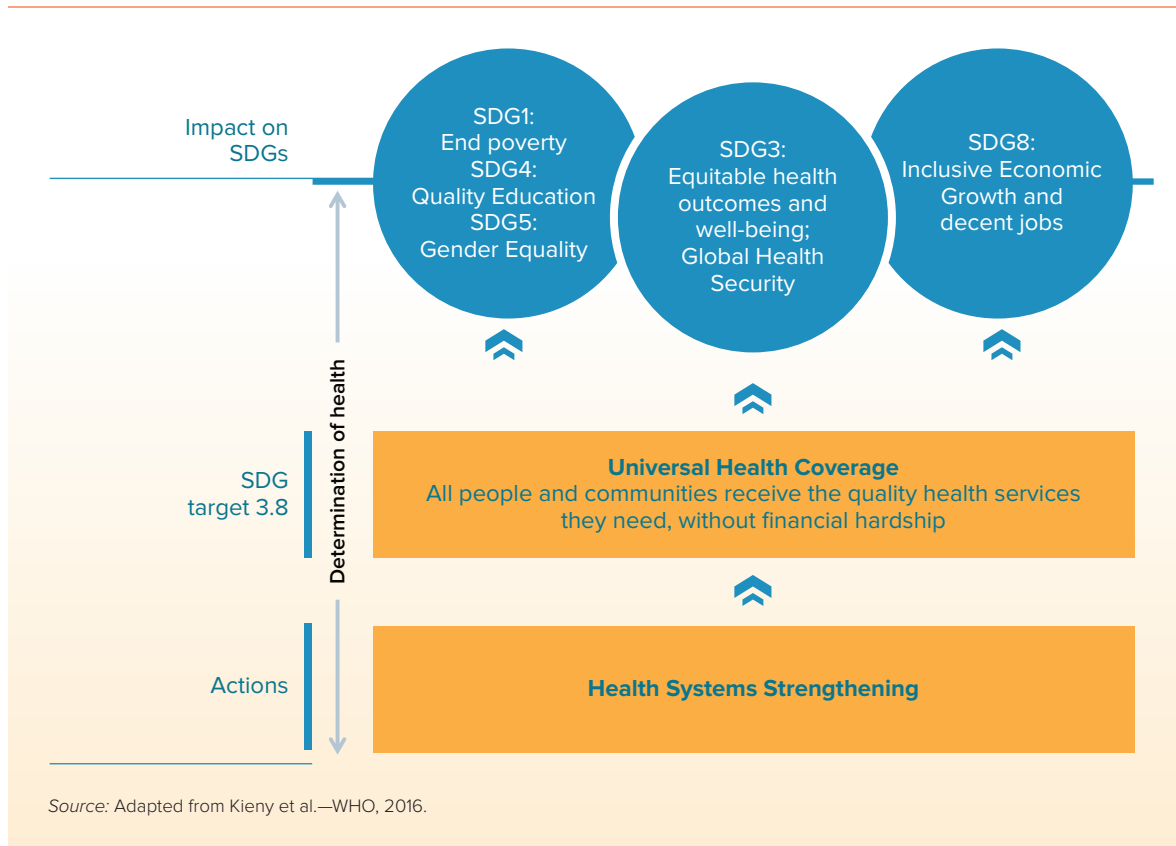 Impact on
SDGs
SDG1:
End poverty
SDG4:
Quality Education
SDG5:
Gender Equality
SDG3:
Equitable health
outcomes and
well-being;
Global Health
Security
SDG8:
Inclusive Economic
Growth and
decent jobs
Determination of health
SDG
target 3.8
Universal Health Coverage
All people and communities receive the quality health services
they need, without financial hardship
Actions
Health Systems Strengthening
Source: Adapted from Kieny et al.—WHO, 2016.